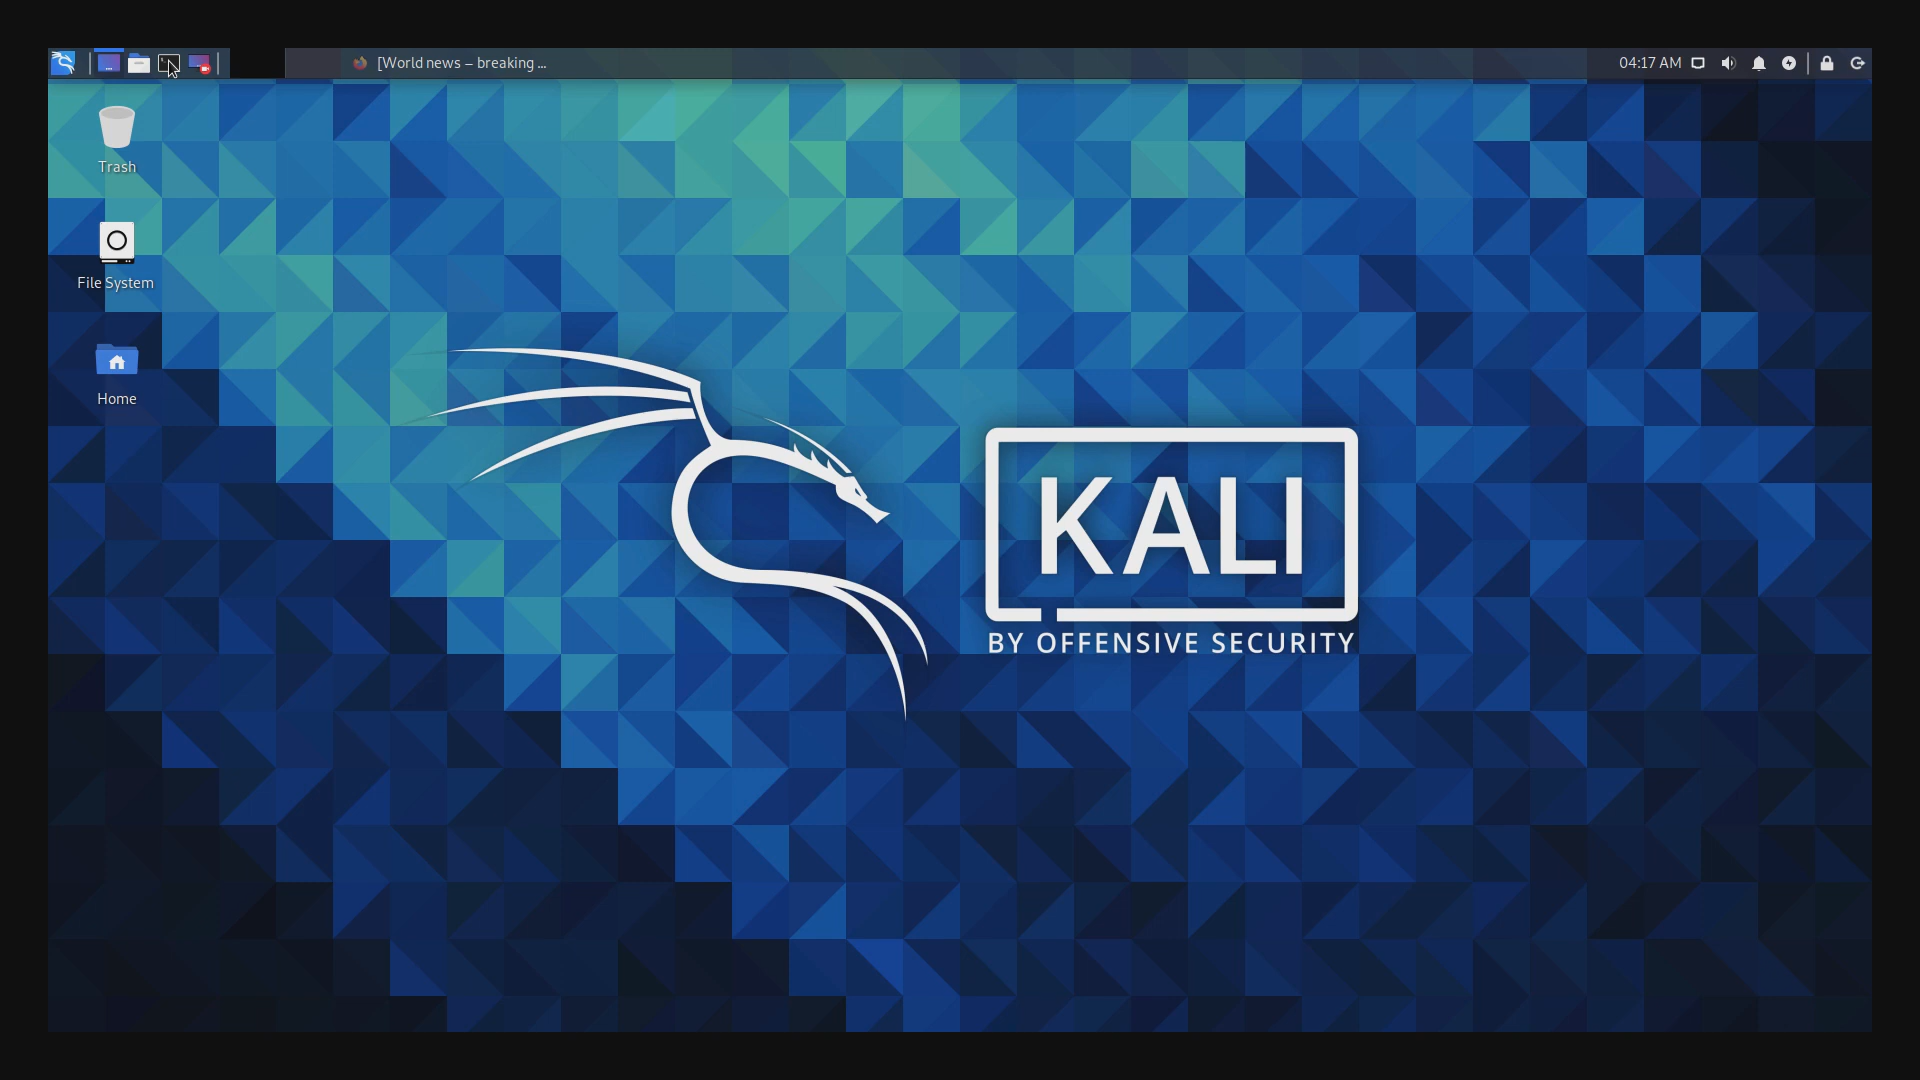 [World news – breaking ...
04:17 AM
Trash
File System
Home
KALI
BY OFFENSIVE SECURITY